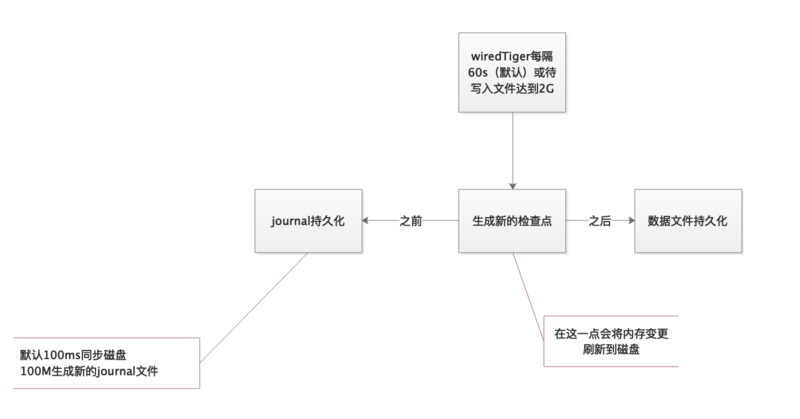 wiredTiger每隔
60s（默认）或待
写入文件达到2G
journal持久化
之前
生成新的检查点
之后
数据文件持久化
在这一点会将内存变更
刷新到磁盘
默认100ms同步磁盘
100M生成新的journal文件